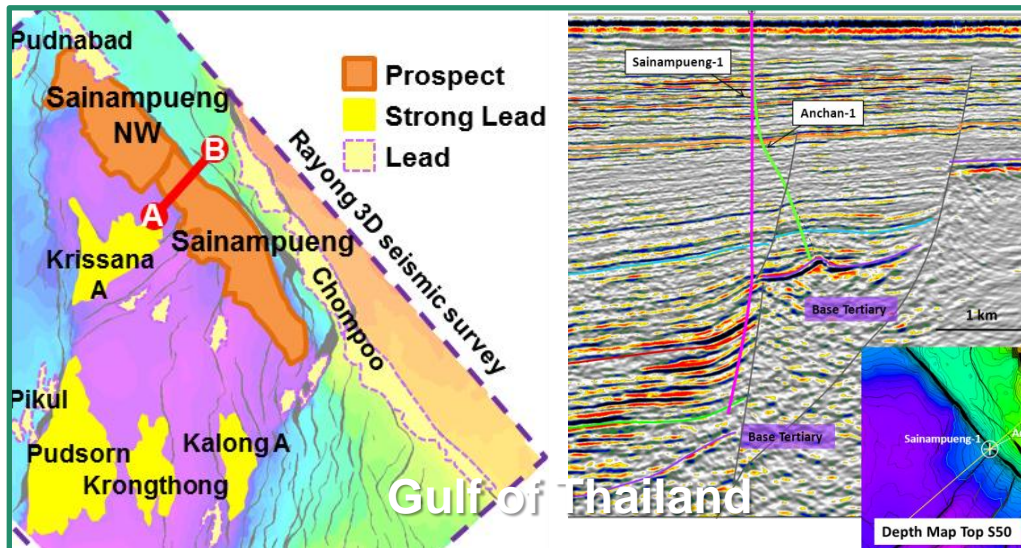 Pudnabad
Sainampueng
NW
B
A
Sainampueng
Krissana
A
Chompoo
Rayong 3D seismic survey
Pikul
Pudsorn
Krongthong
Kalong A
Prospect
Strong Lead
Lead
Sainampueng-1
Anchan-1
Base Tertiary
1 km
Base Tertiary
Sainampueng-1
A
Depth Map Top S50
Gulf of Thailand